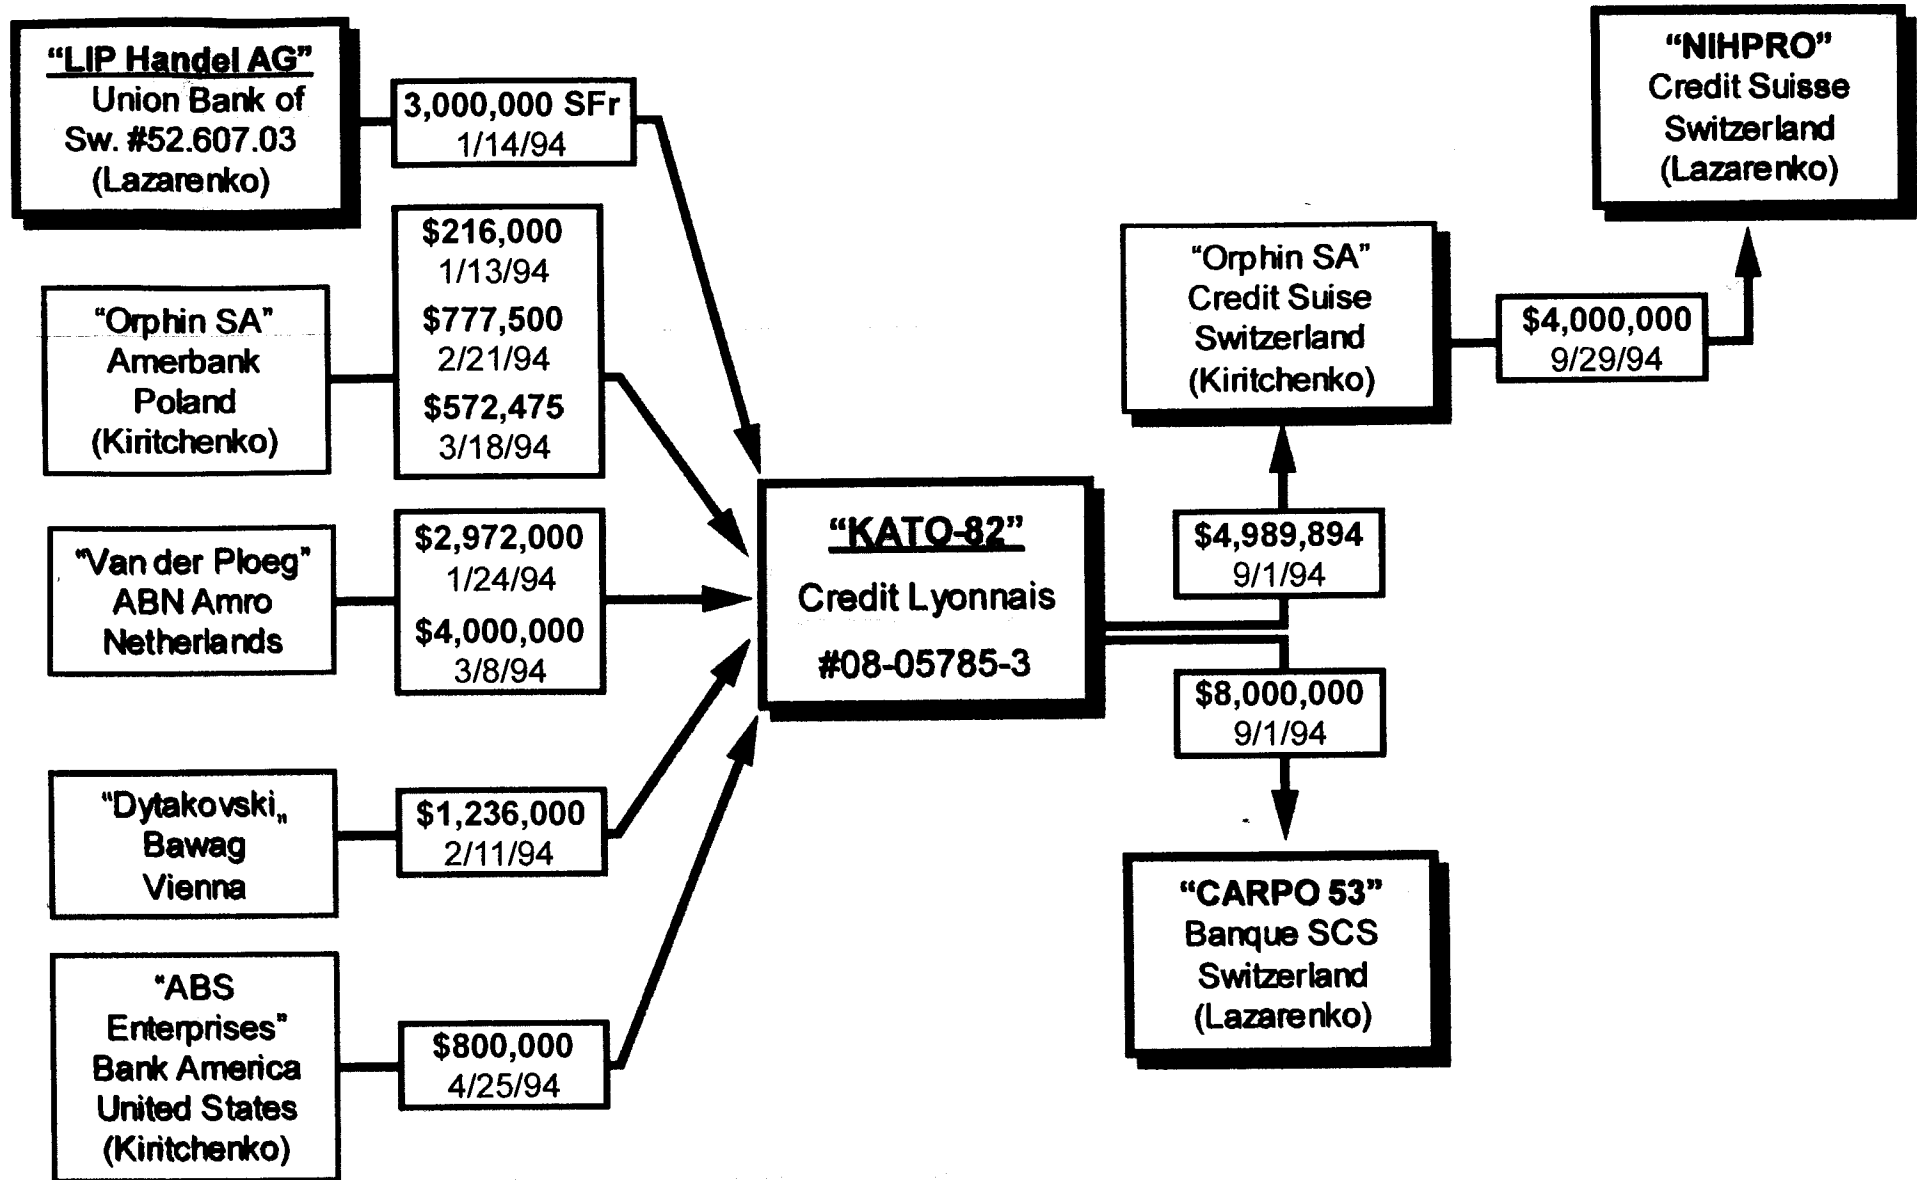 “LIP Handel AG”
Union Bank of
Sw. #52.607.03
(Lazarenko)
3,000,000 SFr
1/14/94
“Orphin SA”
Amerbank
Poland
(Kiritchenko)
$216,000
1/13/94
$777,500
2/21/94
$572,475
3/18/94
“Van der Ploeg”
ABN Amro
Netherlands
$2,972,000
1/24/94
$4,000,000
3/8/94
“Dytakovski„
Bawag
Vienna
$1,236,000
2/11/94
“ABS
Enterprises”
Bank America
United States
(Kiritchenko)
$800,000
4/25/94
“KATO-82”
Credit Lyonnais
#08-05785-3
$4,989,894
9/1/94
“Orphin SA”
Credit Suise
Switzerland
(Kiritchenko)
$4,000,000
9/29/94
“NIHPRO”
Credit Suisse
Switzerland
(Lazarenko)
$8,000,000
9/1/94
“CARPO 53”
Banque SCS
Switzerland
(Lazarenko)